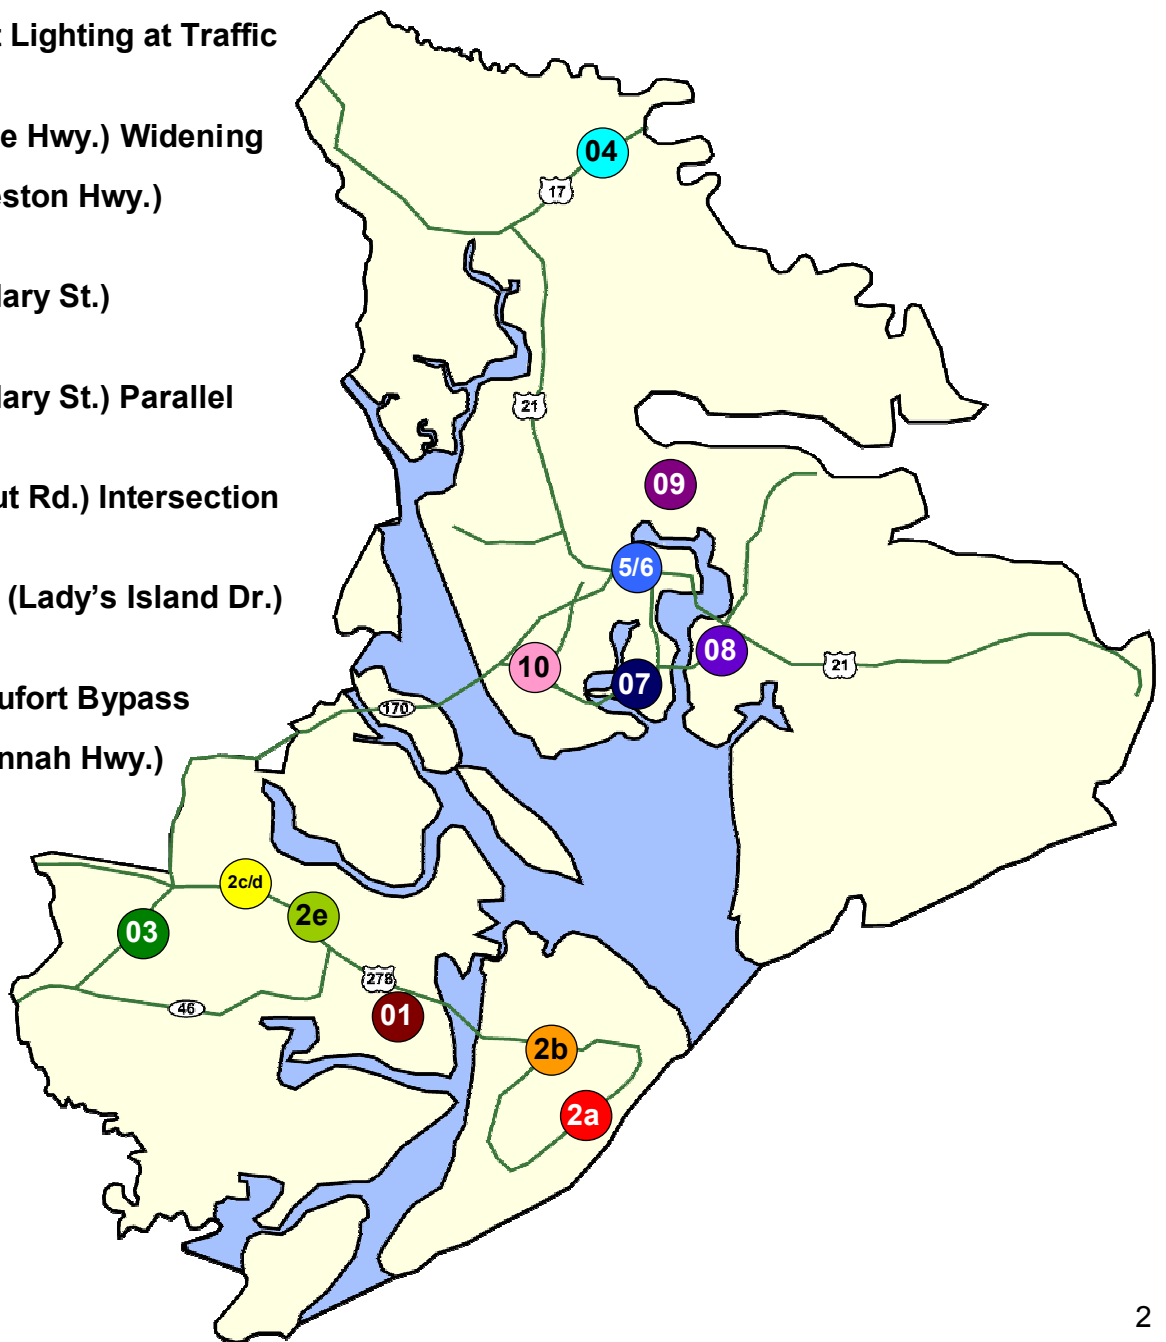 t Lighting at Traffic
e Hwy.) Widening
eston Hwy.)
lary St.)
lary St.) Parallel
ut Rd.) Intersection
(Lady's Island Dr.)
ufort Bypass
nnah Hwy.)
04
17
21
09
5/6
10
07
08
21
170
2c/d
2e
03
278
46
01
2b
2a
2